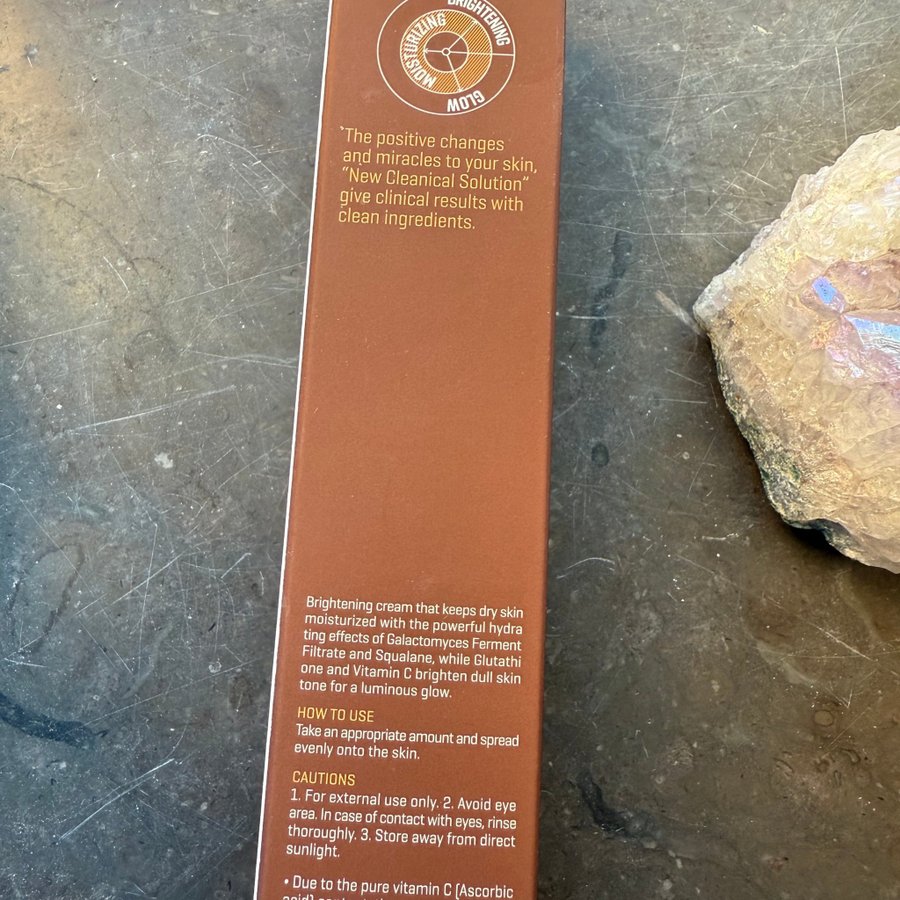 BRIGHTENING
MOISTURIZING
GLOW
The positive changes
and miracles to your skin,
“New Cleanical Solution”
give clinical results with
clean ingredients.
Brightening cream that keeps dry skin
moisturized with the powerful hydra
ting effects of Galactomyces Ferment
Filtrate and Squalane, while Glutathi
one and Vitamin C brighten dull skin
tone for a luminous glow.
HOW TO USE
Take an appropriate amount and spread
evenly onto the skin.
CAUTIONS
1. For external use only. 2. Avoid eye
area. In case of contact with eyes, rinse
thoroughly. 3. Store away from direct
sunlight.
• Due to the pure vitamin C (Ascorbic
acid)